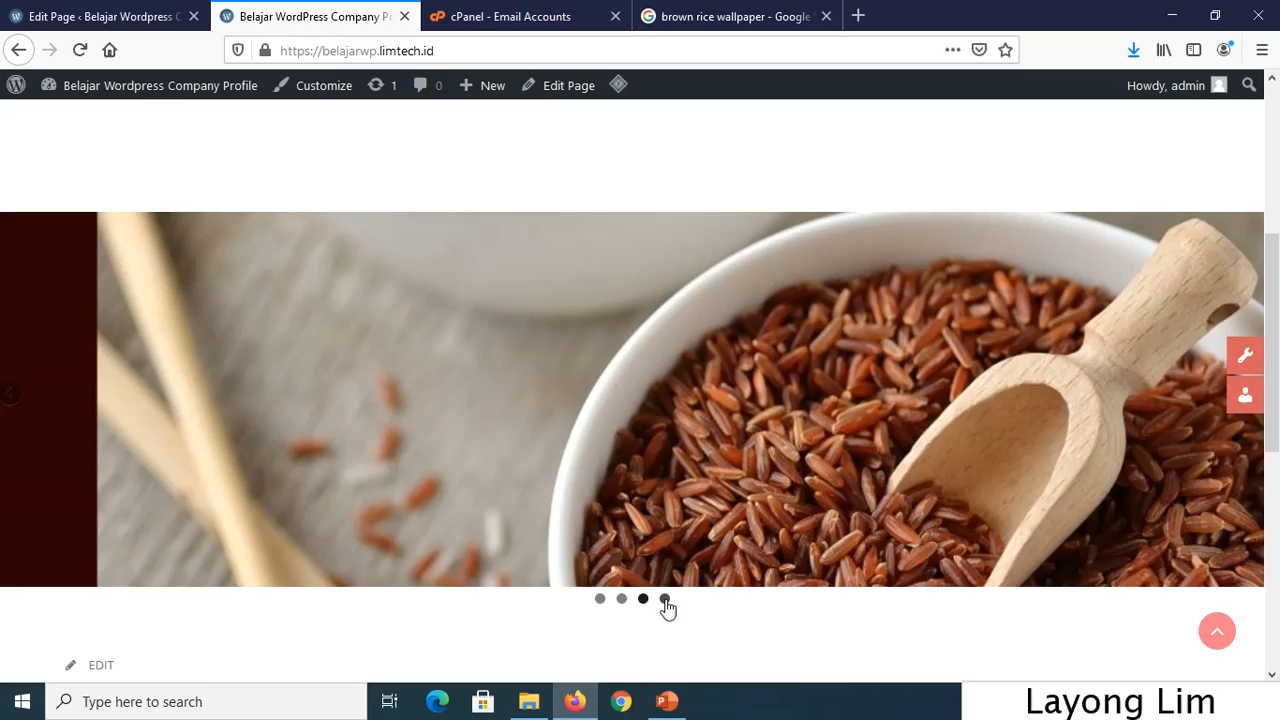 Edit Page ‹ Belajar Wordpress C
Belajar WordPress Company Pr
cPanel - Email Accounts
brown rice wallpaper - Google
https://belajarwp.limtech.id
Belajar Wordpress Company Profile
Customize
1
0
New
Edit Page
Howdy, admin
EDIT
Type here to search
Layong Lim